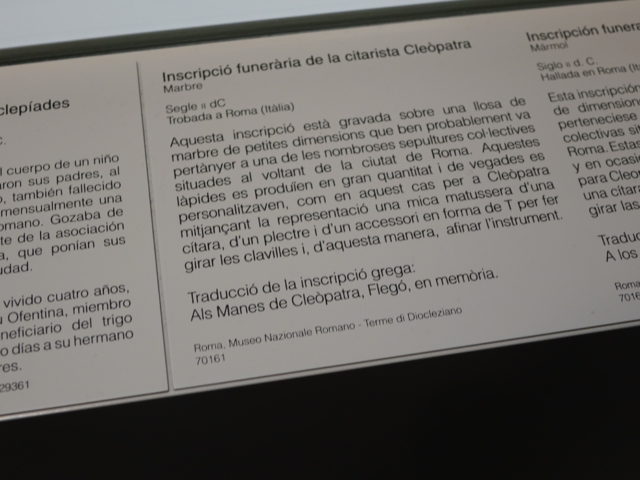 clepíades
C.
l cuerpo de un niño
aron sus padres, al
o, también fallecido
mensualmente una
omano. Gozaba de
te de la asociación
a, que ponían sus
udad.
vivido cuatro años,
u Ofentina, miembro
neficiario del trigo
o días a su hermano
res.
29361
Inscripció funerària de la citarista Cleòpatra
Marbre
Segle II dC
Trobada a Roma (Itàlia)
Aquesta inscripció està gravada sobre una llosa de
marbre de petites dimensions que ben probablement va
pertànyer a una de les nombroses sepultures col·lectives
situades al voltant de la ciutat de Roma. Aquestes
làpides es produïen en gran quantitat i de vegades es
personalitzaven, com en aquest cas per a Cleòpatra
mitjançant la representació una mica matussera d'una
cítara, d'un plectre i d'un accessori en forma de T per fer
girar les clavilles i, d'aquesta manera, afinar l'instrument.
Traducció de la inscripció grega:
Als Manes de Cleòpatra, Flegó, en memòria.
Roma, Museo Nazionale Romano - Terme di Diocleziano
70161
Inscripción funera
Mármol
Siglo II d. C.
Hallada en Roma (It
Esta inscripción
de dimension
perteneciese
colectivas s
Roma. Estas
y en ocas
para Cleo
una cítar
girar las
Traduc
A los
Roma
7016